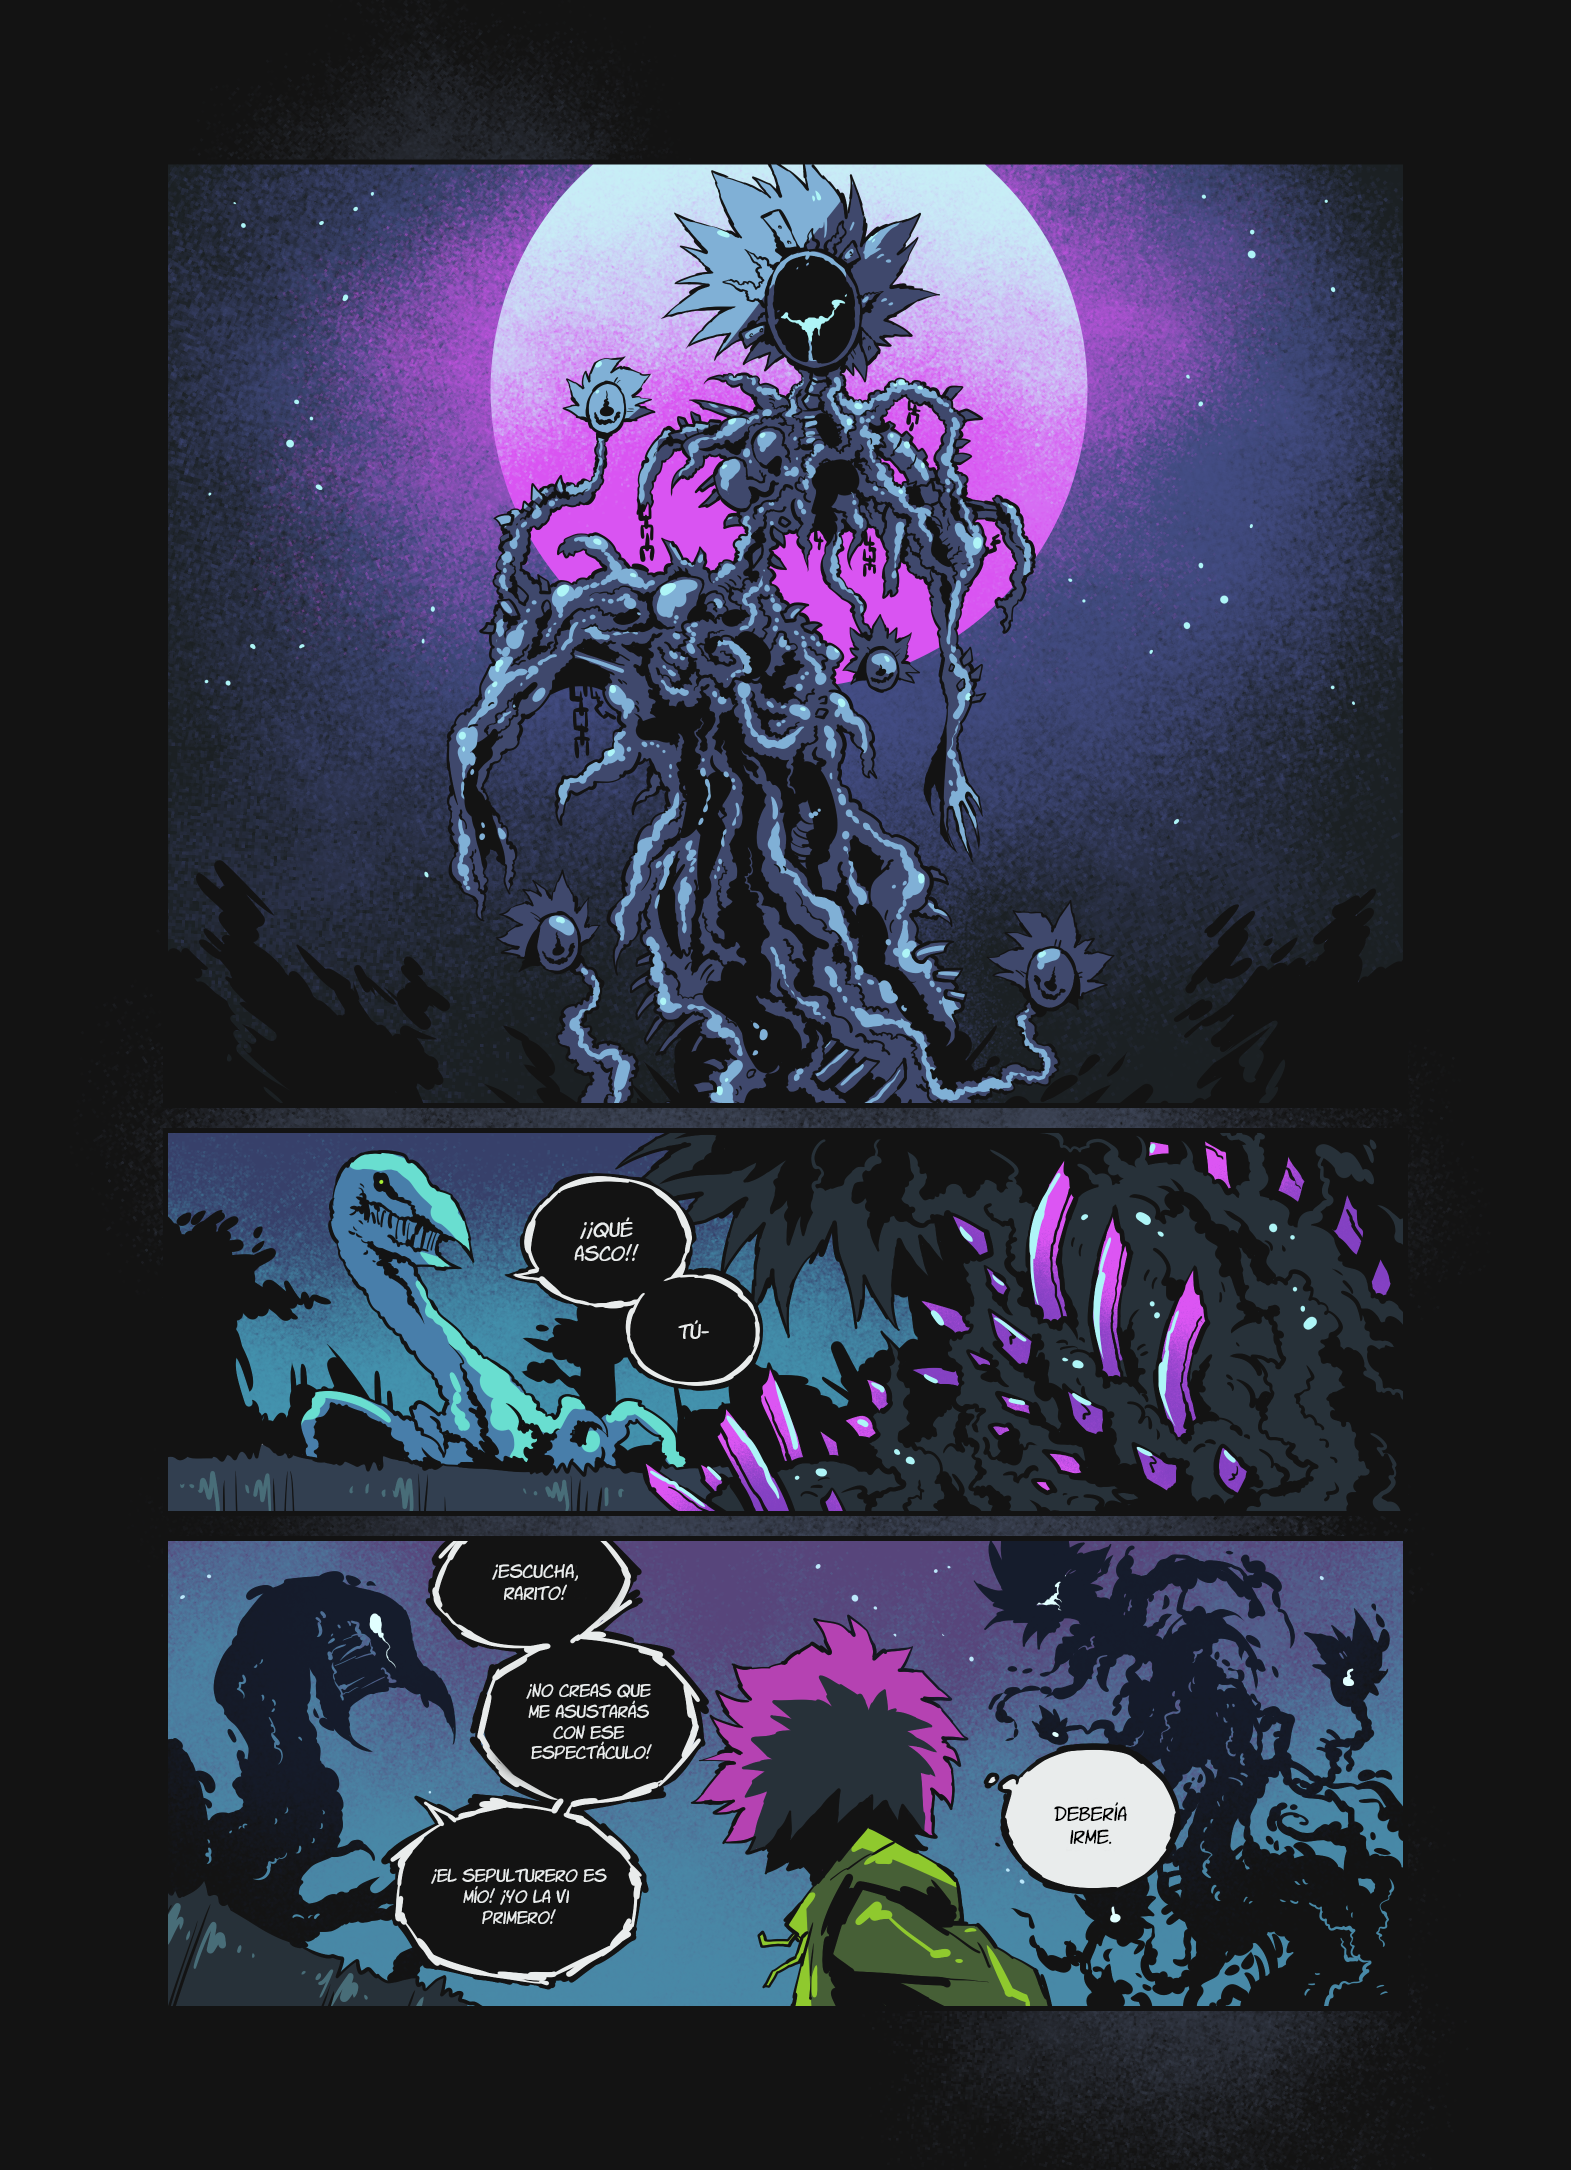 ¡¡QUÉ
ASCO!!
TÚ-
¡ESCUCHA,
RARITO!
¡NO CREAS QUE
ME ASUSTARÁS
CON ESE
ESPECTÁCULO!
¡EL SEPULTURERO ES
MÍO! ¡YO LA VI
PRIMERO!
DEBERÍA
IRME.